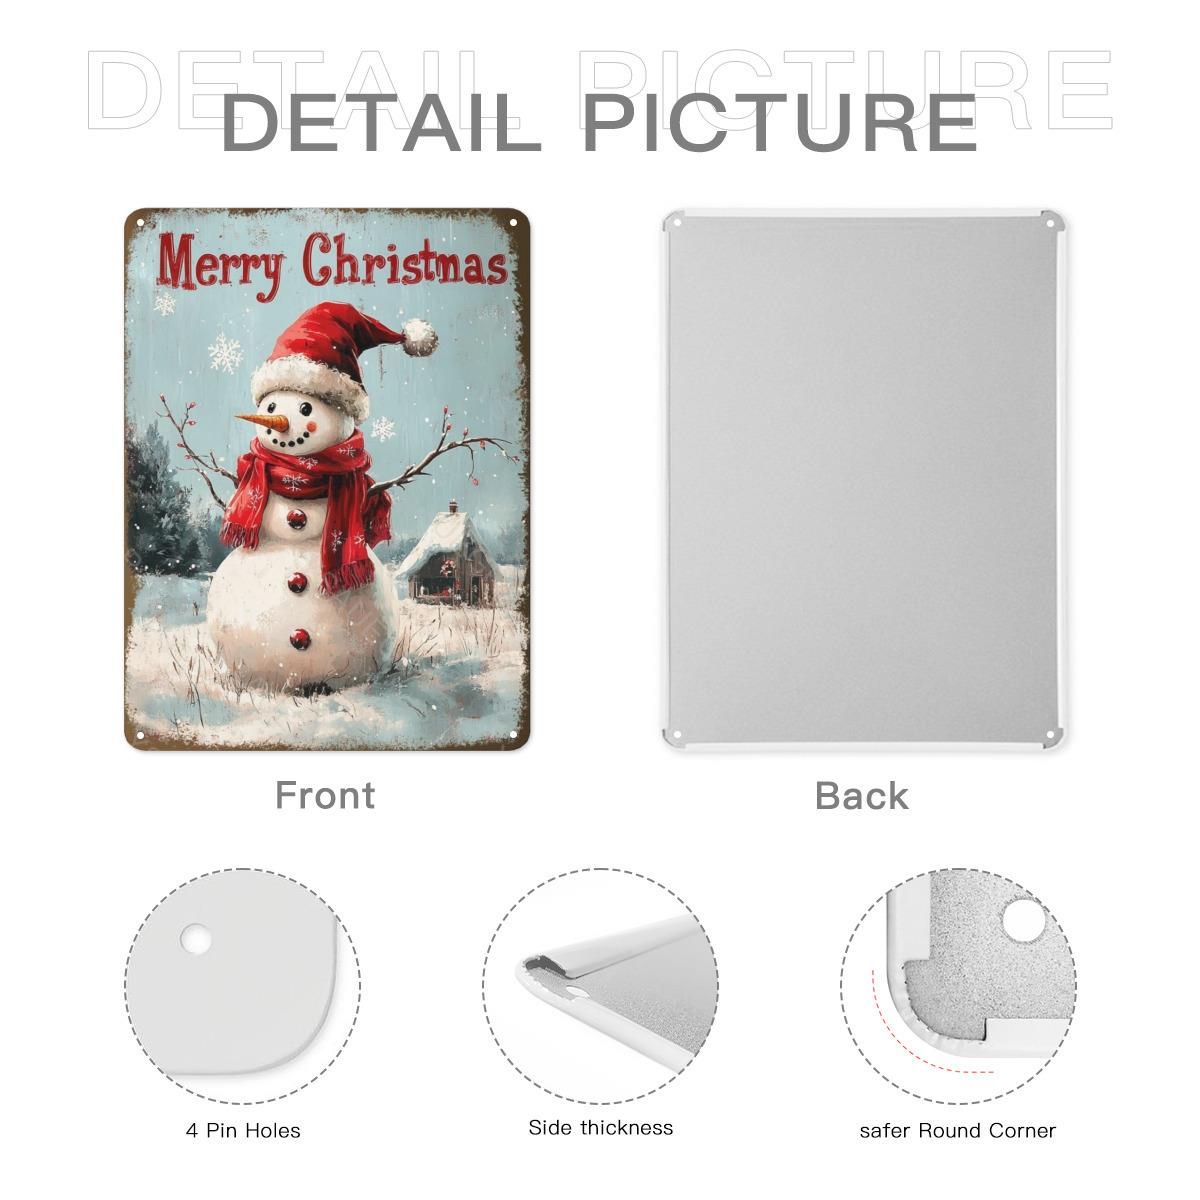 DETAIL PICTURE
DETAIL PICTURE
Merry Christmas
Front
Back
4 Pin Holes
Side thickness
safer Round Corner